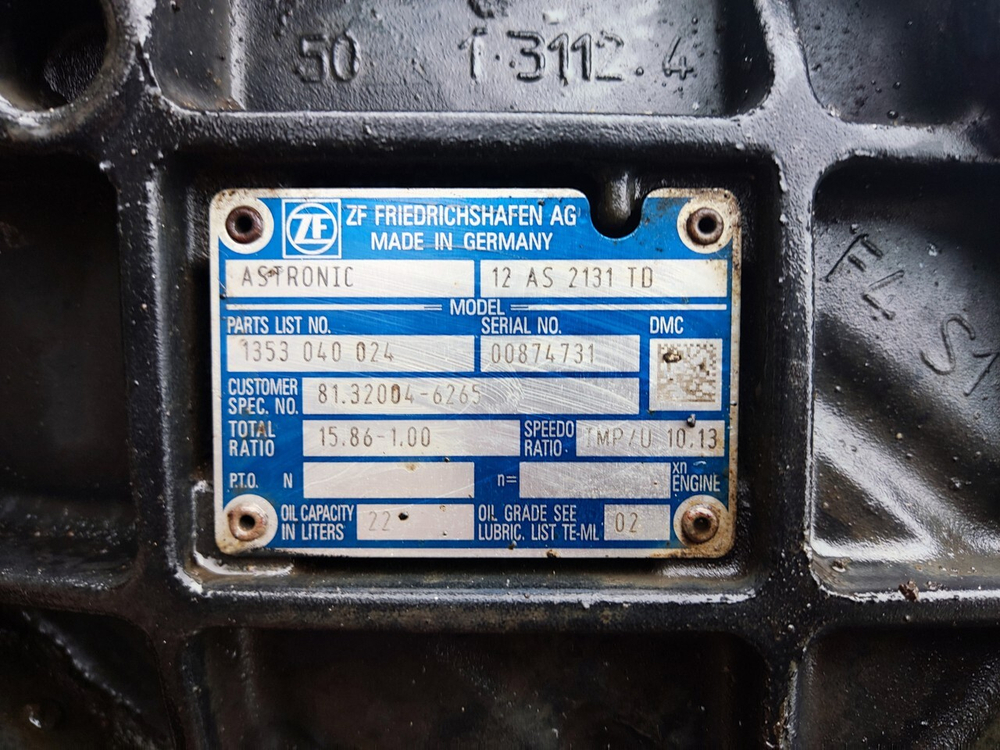 50 1 3112.4
ZF ZF FRIEDRICHSHAFEN AG
MADE IN GERMANY
ASTRONIC 12 AS 2131 TD
MODEL
PARTS LIST NO. SERIAL NO. DMC
1353 040 024 00874731
CUSTOMER SPEC. NO. 81.32004-6265
TOTAL RATIO 15.86-1.00 SPEEDO RATIO IMP/U 10.13
P.T.O. N n= xn ENGINE
OIL CAPACITY IN LITERS 22 OIL GRADE SEE LUBRIC. LIST TE-ML 02
F4 S1